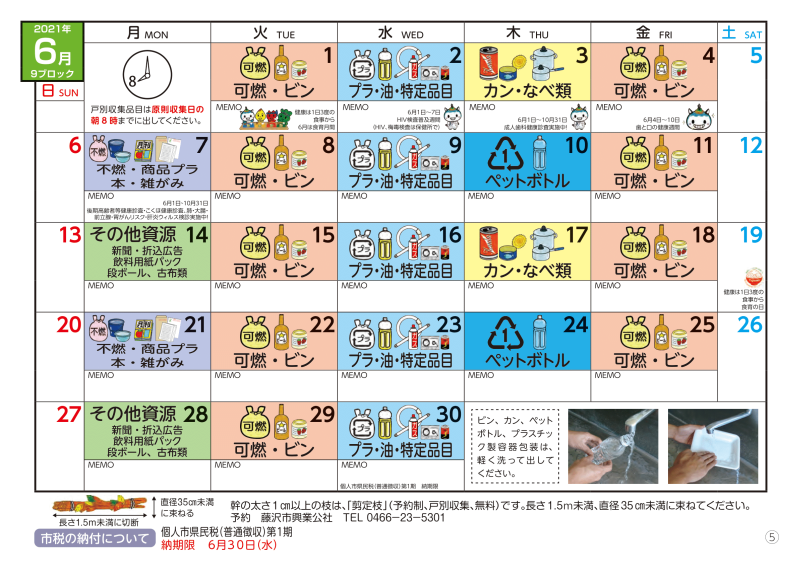 2021年
6月
9ブロック
日 SUN
月 MON
火 TUE
水 WED
木 THU
金 FRI
土 SAT
8
戸別収集品目は原則収集日の
朝8時までに出してください。
1
可燃
可燃・ビン
MEMO
健康は1日3度の
食事から
6月は食育月間
2
プラ
プラ・油・特定品目
MEMO
6月1日～7日
HIV検査普及週間
(HIV、梅毒検査は保健所で)
3
カン・なべ類
MEMO
6月1日～10月31日
成人歯科健康診査実施中!
4
可燃
可燃・ビン
MEMO
6月4日～10日
歯と口の健康週間
5
6
7
不燃
月刊
不燃・商品プラ
本・雑がみ
MEMO
6月1日-10月31日
後期高齢者等健康診査・こくほ健康診査、肺・大腸・
前立腺・胃がんリスク・肝炎ウィルス検診実施中!
8
可燃
可燃・ビン
MEMO
9
プラ
プラ・油・特定品目
MEMO
10
1
ペットボトル
MEMO
11
可燃
可燃・ビン
MEMO
12
13
その他資源 14
新聞・折込広告
飲料用紙パック
段ボール、古布類
MEMO
15
可燃
可燃・ビン
MEMO
16
プラ
プラ・油・特定品目
MEMO
17
カン・なべ類
MEMO
18
可燃
可燃・ビン
MEMO
19
健康は1日3度の
食事から
食育の日
20
21
不燃
月刊
不燃・商品プラ
本・雑がみ
MEMO
22
可燃
可燃・ビン
MEMO
23
プラ
プラ・油・特定品目
MEMO
24
1
ペットボトル
MEMO
25
可燃
可燃・ビン
MEMO
26
27
その他資源 28
新聞・折込広告
飲料用紙パック
段ボール、古布類
MEMO
29
可燃
可燃・ビン
MEMO
30
プラ
プラ・油・特定品目
MEMO
個人市県民税(普通徴収)第1期 納期限
ビン、カン、ペット
ボトル、プラスチッ
ク製容器包装は、
軽く洗って出して
ください。
直径35㎝未満
に束ねる
長さ1.5m未満に切断
幹の太さ1㎝以上の枝は、「剪定枝」(予約制、戸別収集、無料)です。長さ1.5m未満、直径35㎝未満に束ねてください。
予約 藤沢市興業公社 TEL 0466－23－5301
市税の納付について
個人市県民税(普通徴収)第1期
納期限 6月30日(水)
5